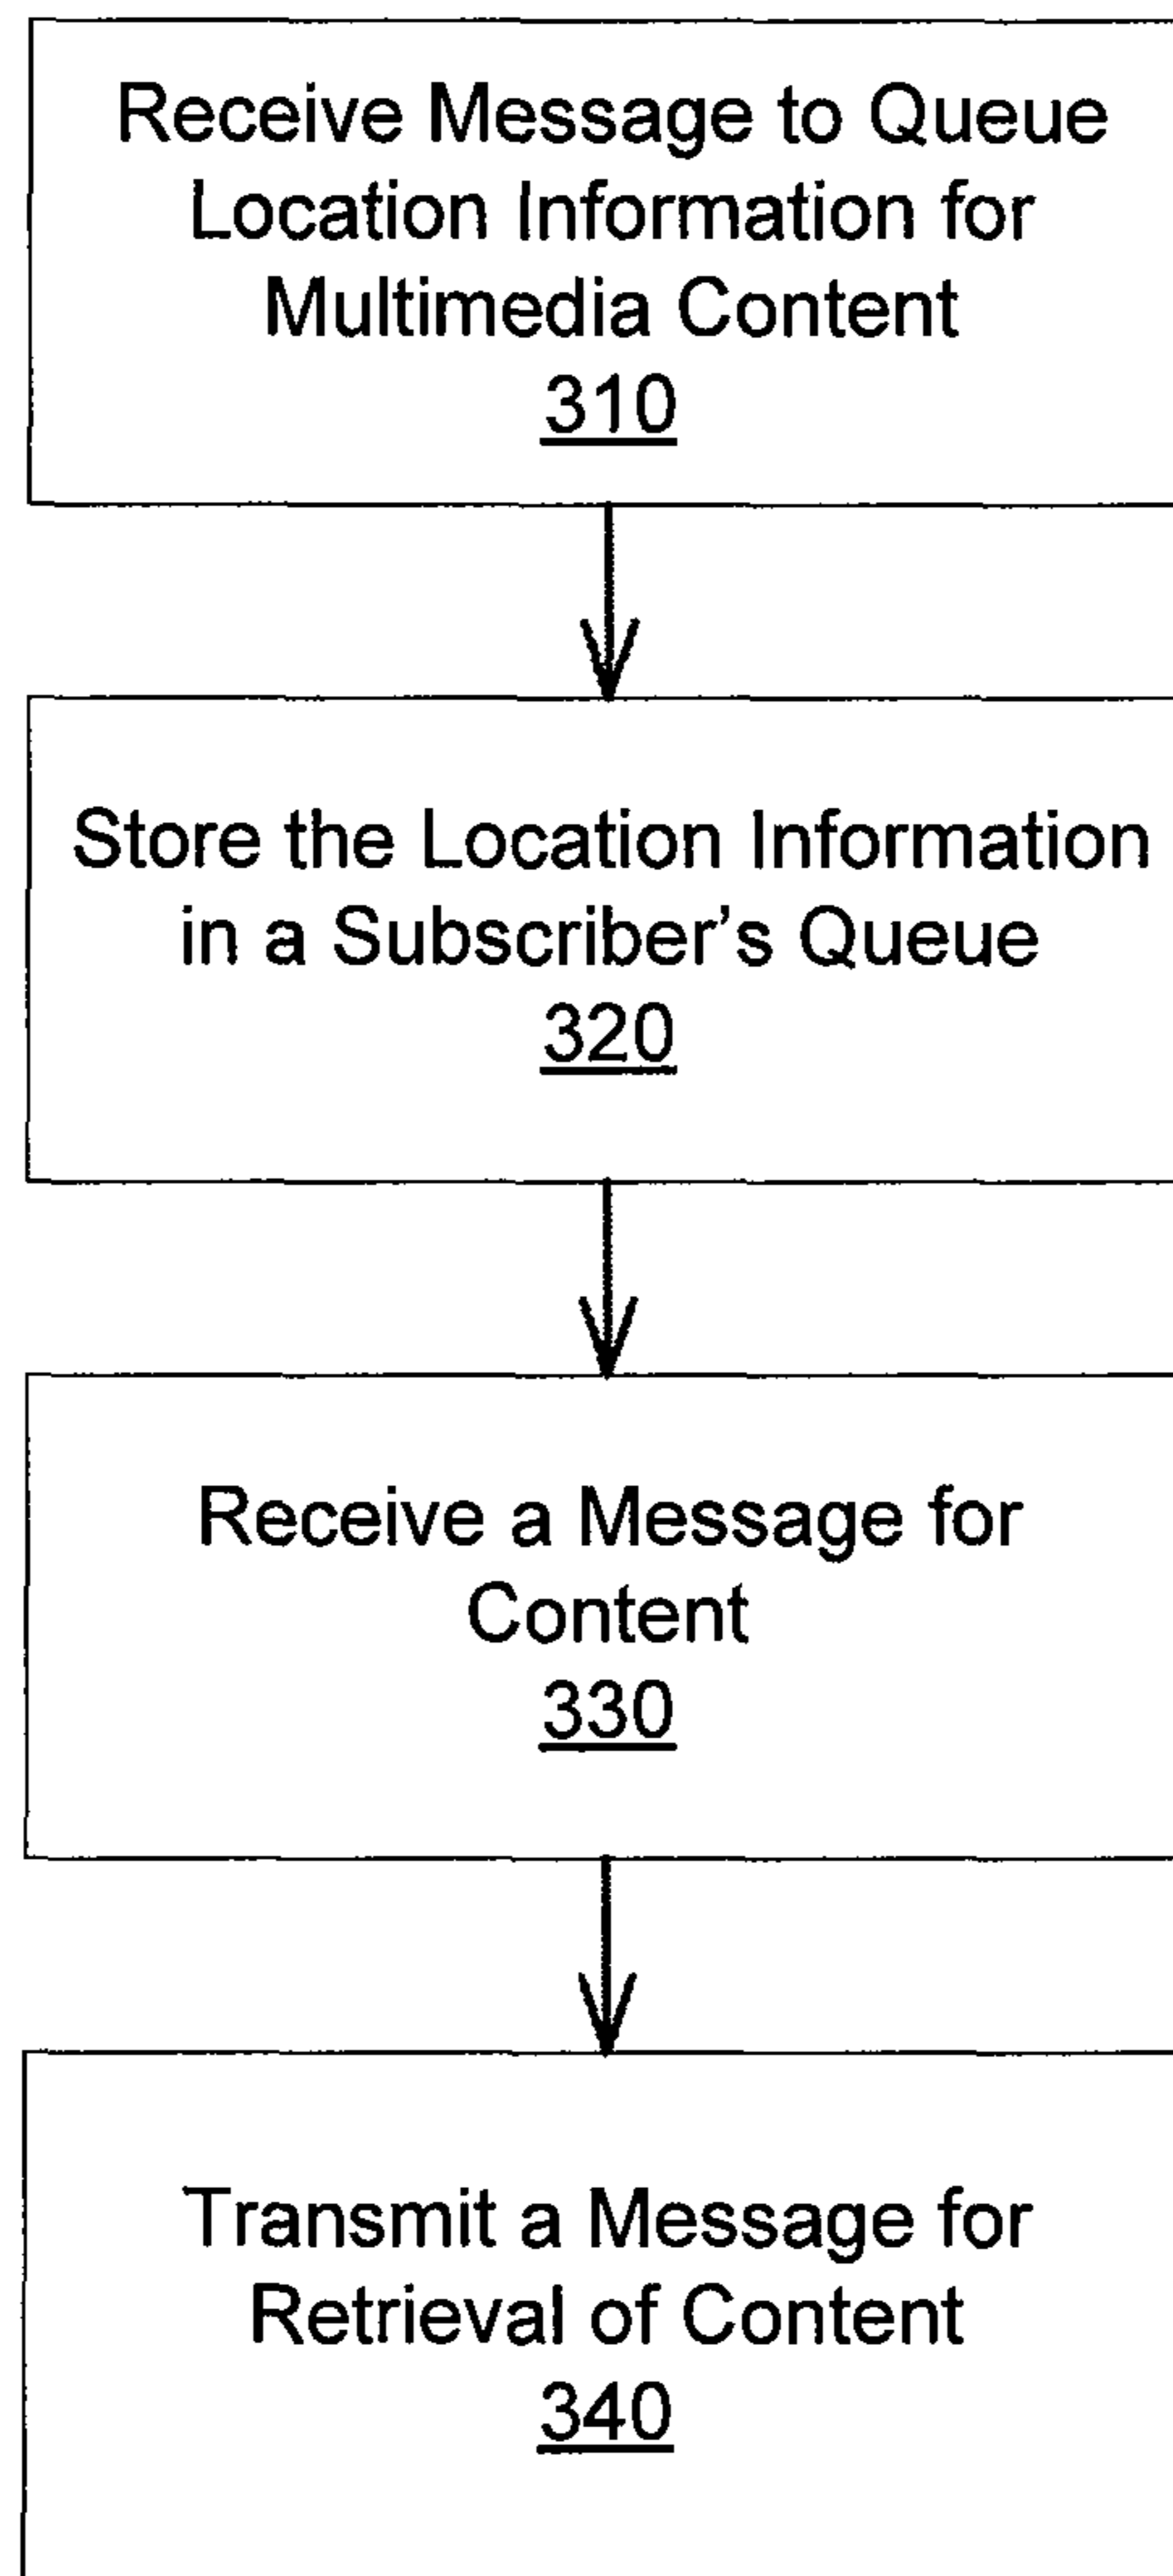 Receive Message to Queue
Location Information for
Multimedia Content
310
Store the Location Information
in a Subscriber's Queue
320
Receive a Message for
Content
330
Transmit a Message for
Retrieval of Content
340